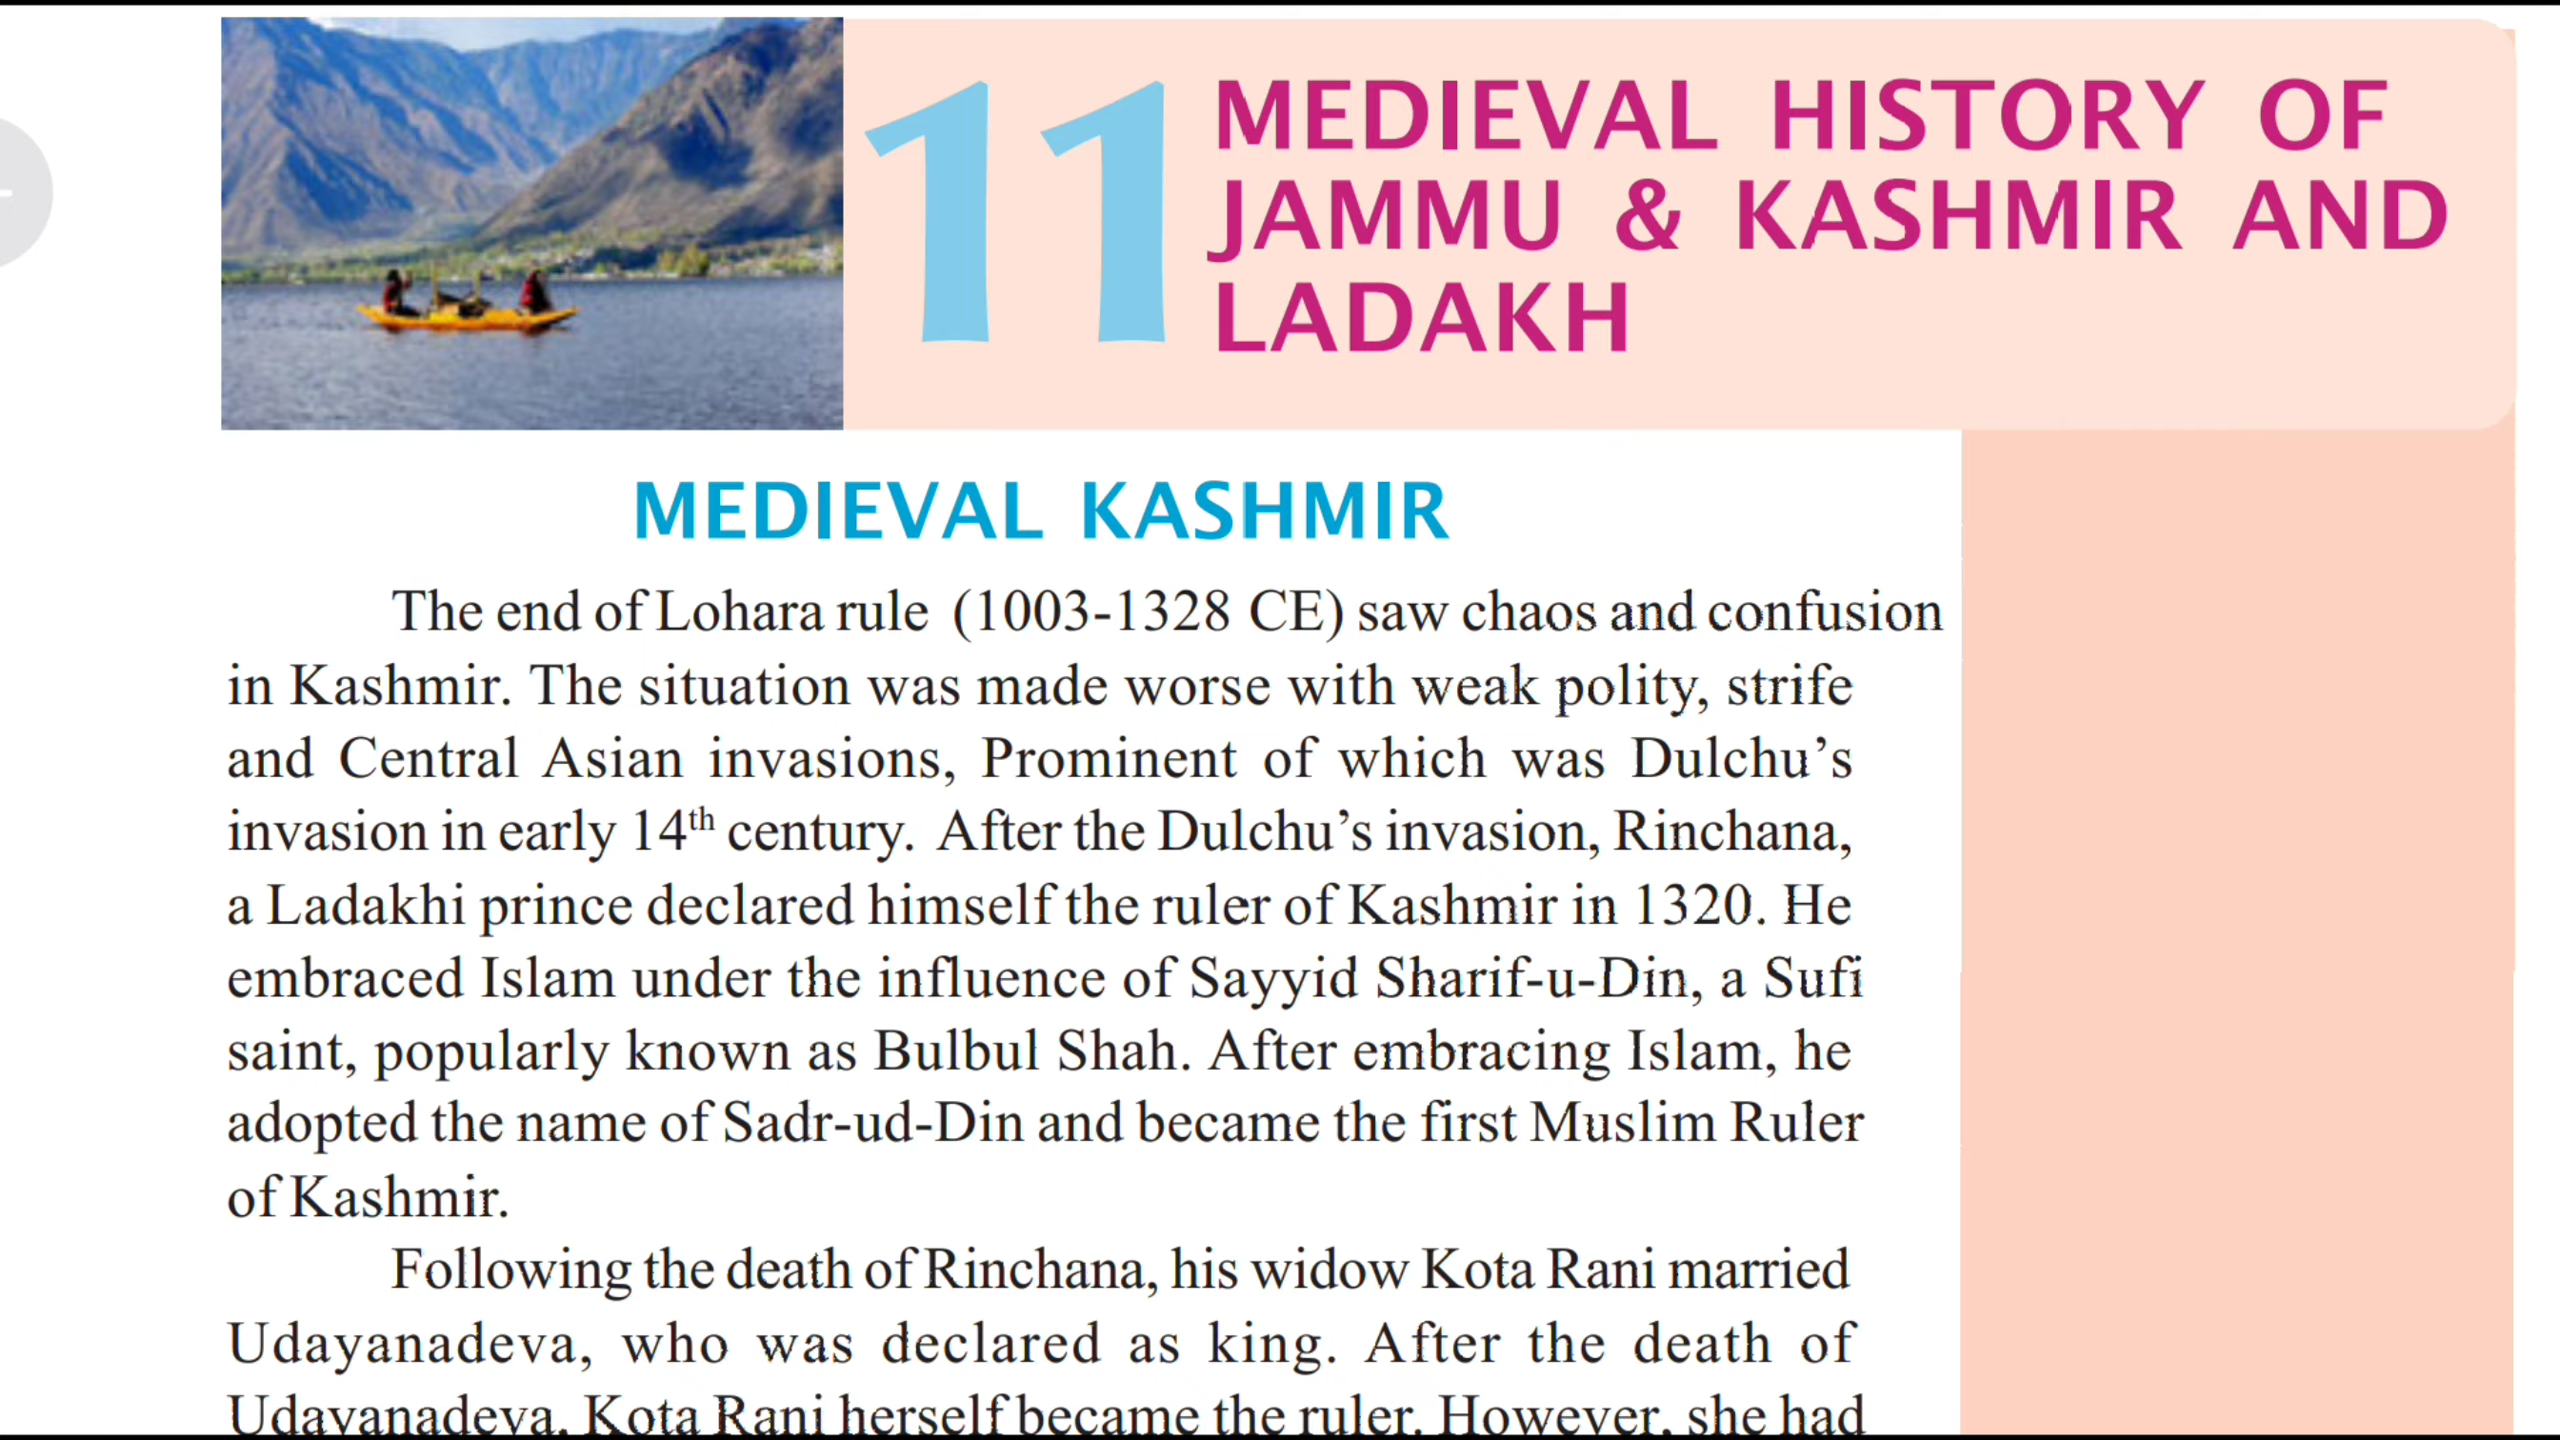 11
MEDIEVAL HISTORY OF
JAMMU & KASHMIR AND
LADAKH
MEDIEVAL KASHMIR
The end of Lohara rule (1003-1328 CE) saw chaos and confusion
in Kashmir. The situation was made worse with weak polity, strife
and Central Asian invasions, Prominent of which was Dulchu’s
invasion in early 14th century. After the Dulchu’s invasion, Rinchana,
a Ladakhi prince declared himself the ruler of Kashmir in 1320. He
embraced Islam under the influence of Sayyid Sharif-u-Din, a Sufi
saint, popularly known as Bulbul Shah. After embracing Islam, he
adopted the name of Sadr-ud-Din and became the first Muslim Ruler
of Kashmir.
Following the death of Rinchana, his widow Kota Rani married
Udayanadeva, who was declared as king. After the death of
Udayanadeva, Kota Rani herself became the ruler. However, she had